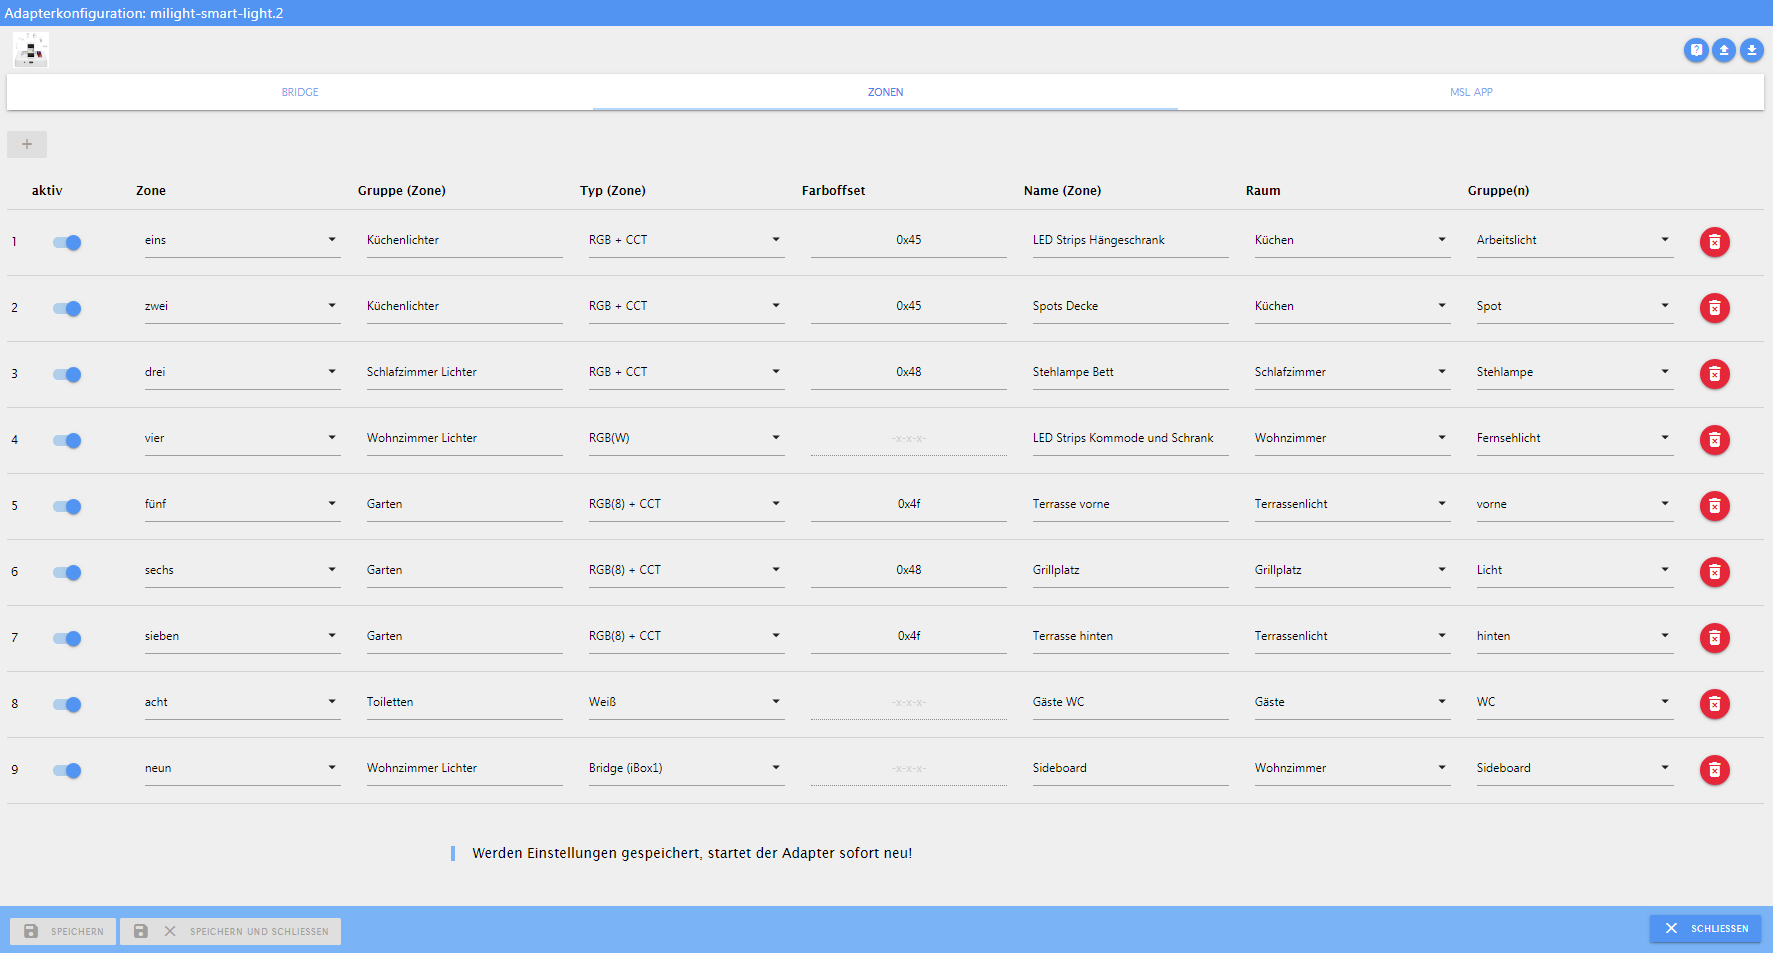 Adapterkonfiguration: milight-smart-light.2
BRIDGE ZONEN MSL APP
+
aktiv Zone Gruppe (Zone) Typ (Zone) Farboffset Name (Zone) Raum Gruppe(n)
1 eins Küchenlichter RGB + CCT 0x45 LED Strips Hängeschrank Küchen Arbeitslicht
2 zwei Küchenlichter RGB + CCT 0x45 Spots Decke Küchen Spot
3 drei Schlafzimmer Lichter RGB + CCT 0x48 Stehlampe Bett Schlafzimmer Stehlampe
4 vier Wohnzimmer Lichter RGB(W) -x-x-x- LED Strips Kommode und Schrank Wohnzimmer Fernsehlicht
5 fünf Garten RGB(8) + CCT 0x4f Terrasse vorne Terrassenlicht vorne
6 sechs Garten RGB(8) + CCT 0x48 Grillplatz Grillplatz Licht
7 sieben Garten RGB(8) + CCT 0x4f Terrasse hinten Terrassenlicht hinten
8 acht Toiletten Weiß -x-x-x- Gäste WC Gäste WC
9 neun Wohnzimmer Lichter Bridge (iBox1) -x-x-x- Sideboard Wohnzimmer Sideboard
Werden Einstellungen gespeichert, startet der Adapter sofort neu!
SPEICHERN SPEICHERN UND SCHLIESSEN SCHLIESSEN